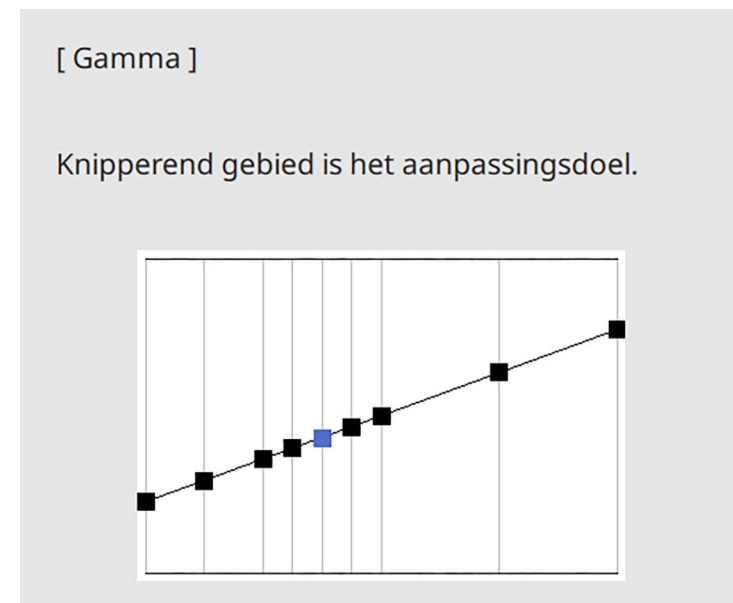 [ Gamma ]
Knipperend gebied is het aanpassingsdoel.